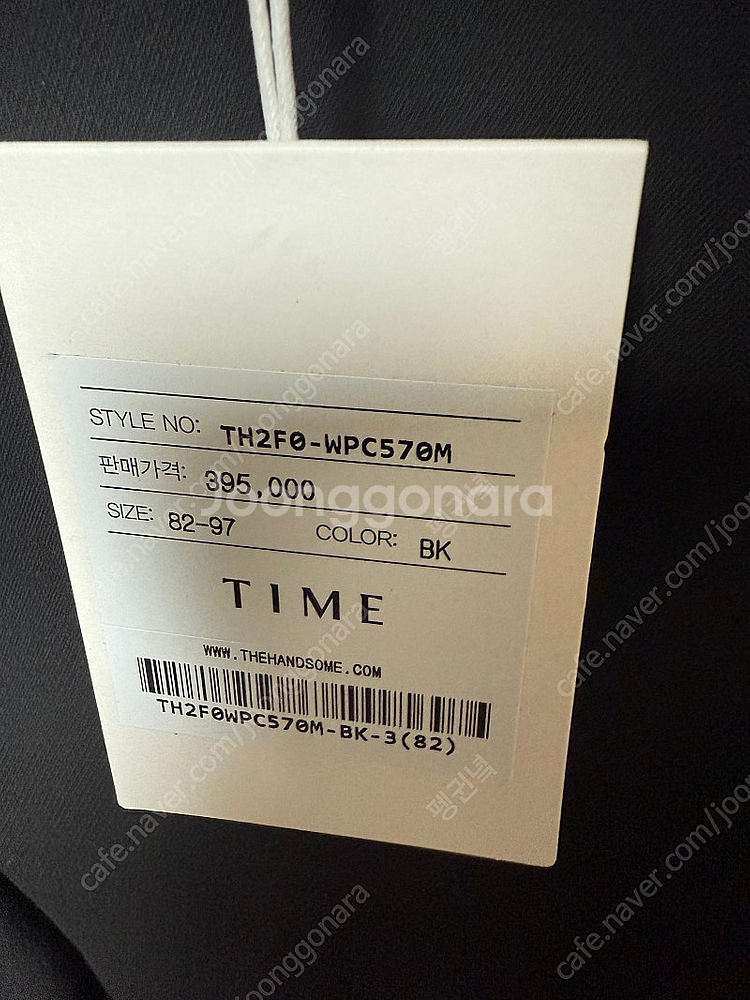 STYLE NO: TH2F0-WPC570M
판매가격: 395,000
SIZE: 82-97 COLOR: BK
TIME
WWW.THEHANDSOME.COM
TH2F0WPC570M-BK-3(82)
Joonggonara
cafe.naver.com/joonggonara
펭귄녘